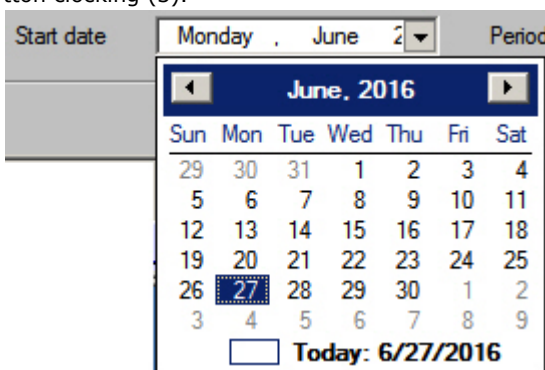 tton clocking (3).
Start date Monday , June 2 Period
June, 2016
Sun Mon Tue Wed Thu Fri Sat
29 30 31 1 2 3 4
5 6 7 8 9 10 11
12 13 14 15 16 17 18
19 20 21 22 23 24 25
26 27 28 29 30 1 2
3 4 5 6 7 8 9
Today: 6/27/2016